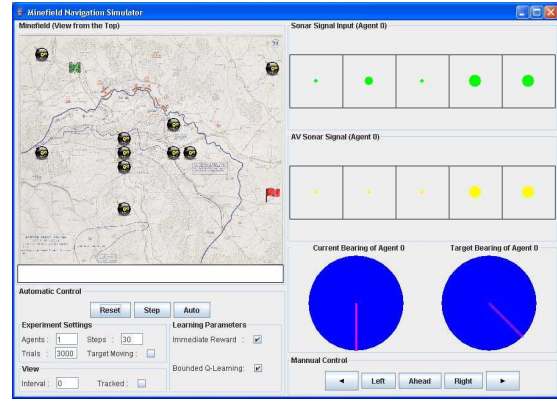 Minefield Navigation Simulator
Minefield (View from the Top)
Sonar Signal Input (Agent 0)
AV Sonar Signal (Agent 0)
Current Bearing of Agent 0
Target Bearing of Agent 0
Automatic Control
Reset Step Auto
Experiment Settings
Agents : 1 Steps : 30
Trials : 3000 Target Moving :
View
Interval : 0 Tracked :
Learning Parameters
Immediate Reward :
Bounded Q-Learning:
Mannual Control
◄ Left Ahead Right ►